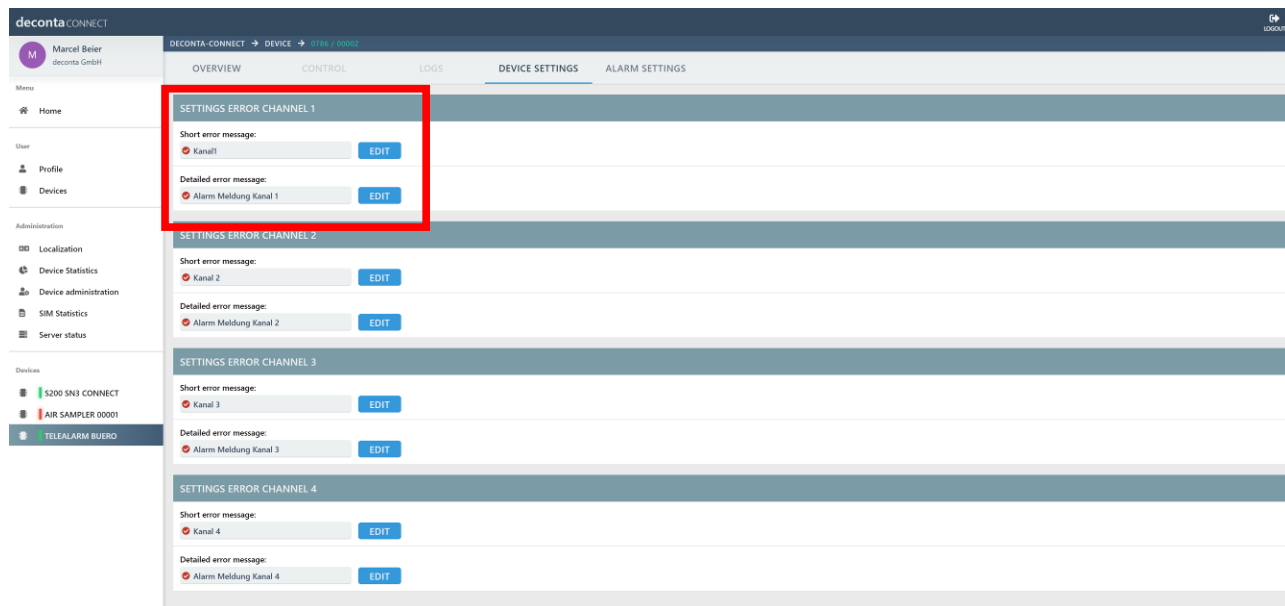 deconta CONNECT
LOGOUT
M
Marcel Beier
deconta GmbH
DECONTA-CONNECT → DEVICE → 0786 / 00002
OVERVIEW CONTROL LOGS DEVICE SETTINGS ALARM SETTINGS
Menu
Home
User
Profile
Devices
Administration
Localization
Device Statistics
Device administration
SIM Statistics
Server status
Devices
S200 SN3 CONNECT
AIR SAMPLER 00001
TELEALARM BUERO
SETTINGS ERROR CHANNEL 1
Short error message:
Kanal1 EDIT
Detailed error message:
Alarm Meldung Kanal 1 EDIT
SETTINGS ERROR CHANNEL 2
Short error message:
Kanal 2 EDIT
Detailed error message:
Alarm Meldung Kanal 2 EDIT
SETTINGS ERROR CHANNEL 3
Short error message:
Kanal 3 EDIT
Detailed error message:
Alarm Meldung Kanal 3 EDIT
SETTINGS ERROR CHANNEL 4
Short error message:
Kanal 4 EDIT
Detailed error message:
Alarm Meldung Kanal 4 EDIT